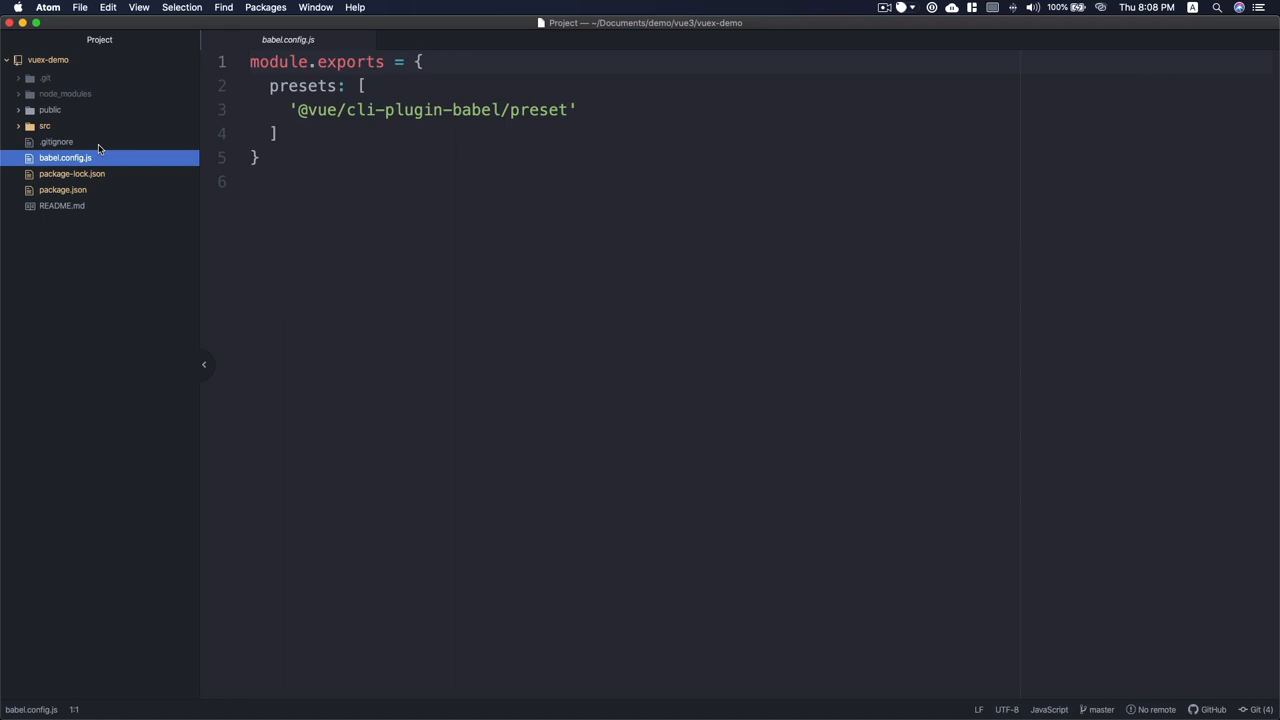 Atom File Edit View Selection Find Packages Window Help 100% Thu 8:08 PM A
Project — ~/Documents/demo/vue3/vuex-demo
Project
babel.config.js
vuex-demo
.git
node_modules
public
src
.gitignore
babel.config.js
package-lock.json
package.json
README.md
1 module.exports = {
2 presets: [
3 '@vue/cli-plugin-babel/preset'
4 ]
5 }
6
babel.config.js 1:1 LF UTF-8 JavaScript master No remote GitHub Git (4)